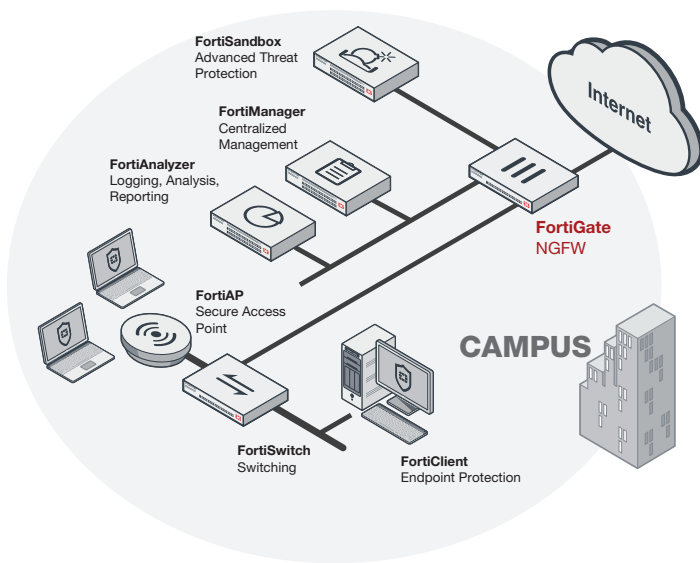 FortiSandbox
Advanced Threat
Protection
FortiManager
Centralized
Management
FortiAnalyzer
Logging, Analysis,
Reporting
Internet
FortiGate
NGFW
FortiAP
Secure Access
Point
CAMPUS
FortiSwitch
Switching
FortiClient
Endpoint Protection